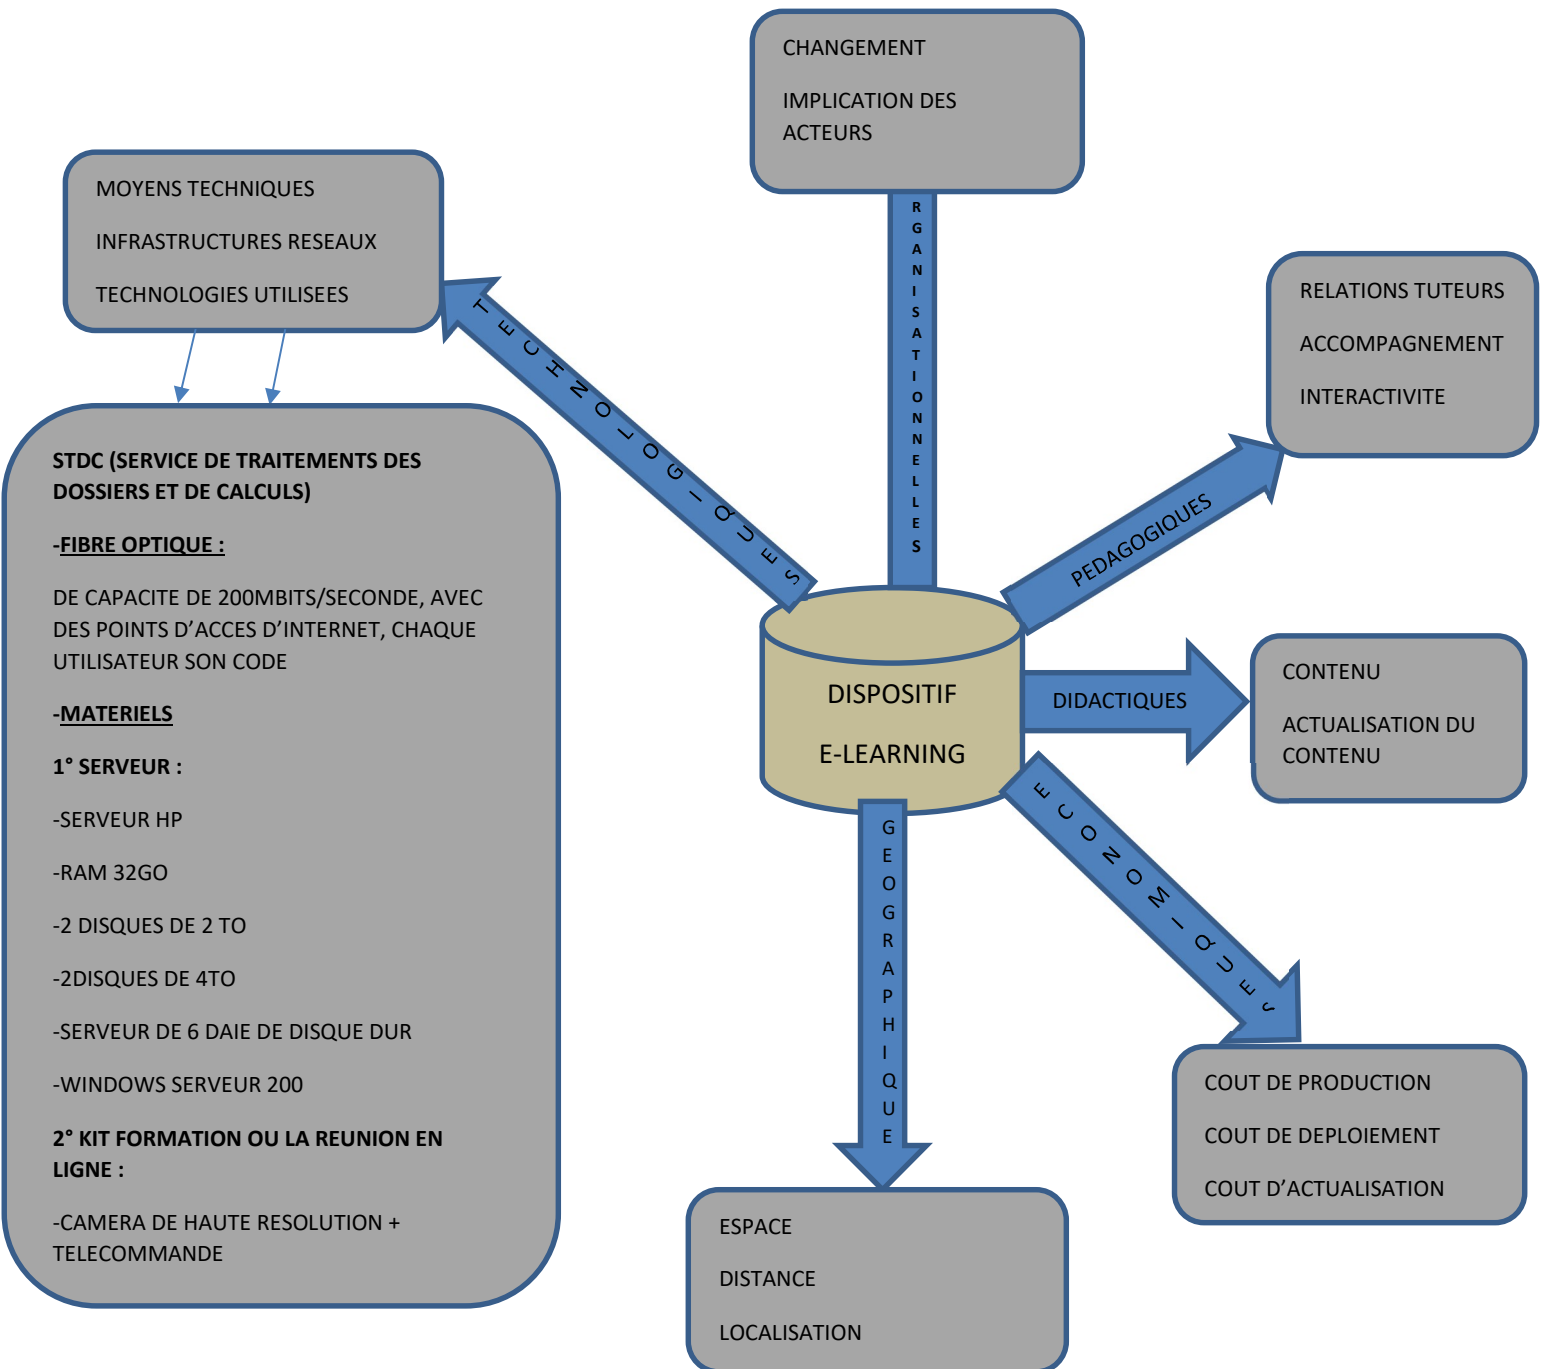 CHANGEMENT
IMPLICATION DES
ACTEURS
MOYENS TECHNIQUES
INFRASTRUCTURES RESEAUX
TECHNOLOGIES UTILISEES
RGANISATIONNELLES
RELATIONS TUTEURS
ACCOMPAGNEMENT
INTERACTIVITE
TECHNOLOGIQUES
PEDAGOGIQUES
STDC (SERVICE DE TRAITEMENTS DES
DOSSIERS ET DE CALCULS)
-FIBRE OPTIQUE :
DE CAPACITE DE 200MBITS/SECONDE, AVEC
DES POINTS D’ACCES D’INTERNET, CHAQUE
UTILISATEUR SON CODE
-MATERIELS
1° SERVEUR :
-SERVEUR HP
-RAM 32GO
-2 DISQUES DE 2 TO
-2DISQUES DE 4TO
-SERVEUR DE 6 DAIE DE DISQUE DUR
-WINDOWS SERVEUR 200
2° KIT FORMATION OU LA REUNION EN
LIGNE :
-CAMERA DE HAUTE RESOLUTION +
TELECOMMANDE
DISPOSITIF
E-LEARNING
DIDACTIQUES
CONTENU
ACTUALISATION DU
CONTENU
ECONOMIQUES
GEOGRAPHIQUE
COUT DE PRODUCTION
COUT DE DEPLOIEMENT
COUT D’ACTUALISATION
ESPACE
DISTANCE
LOCALISATION